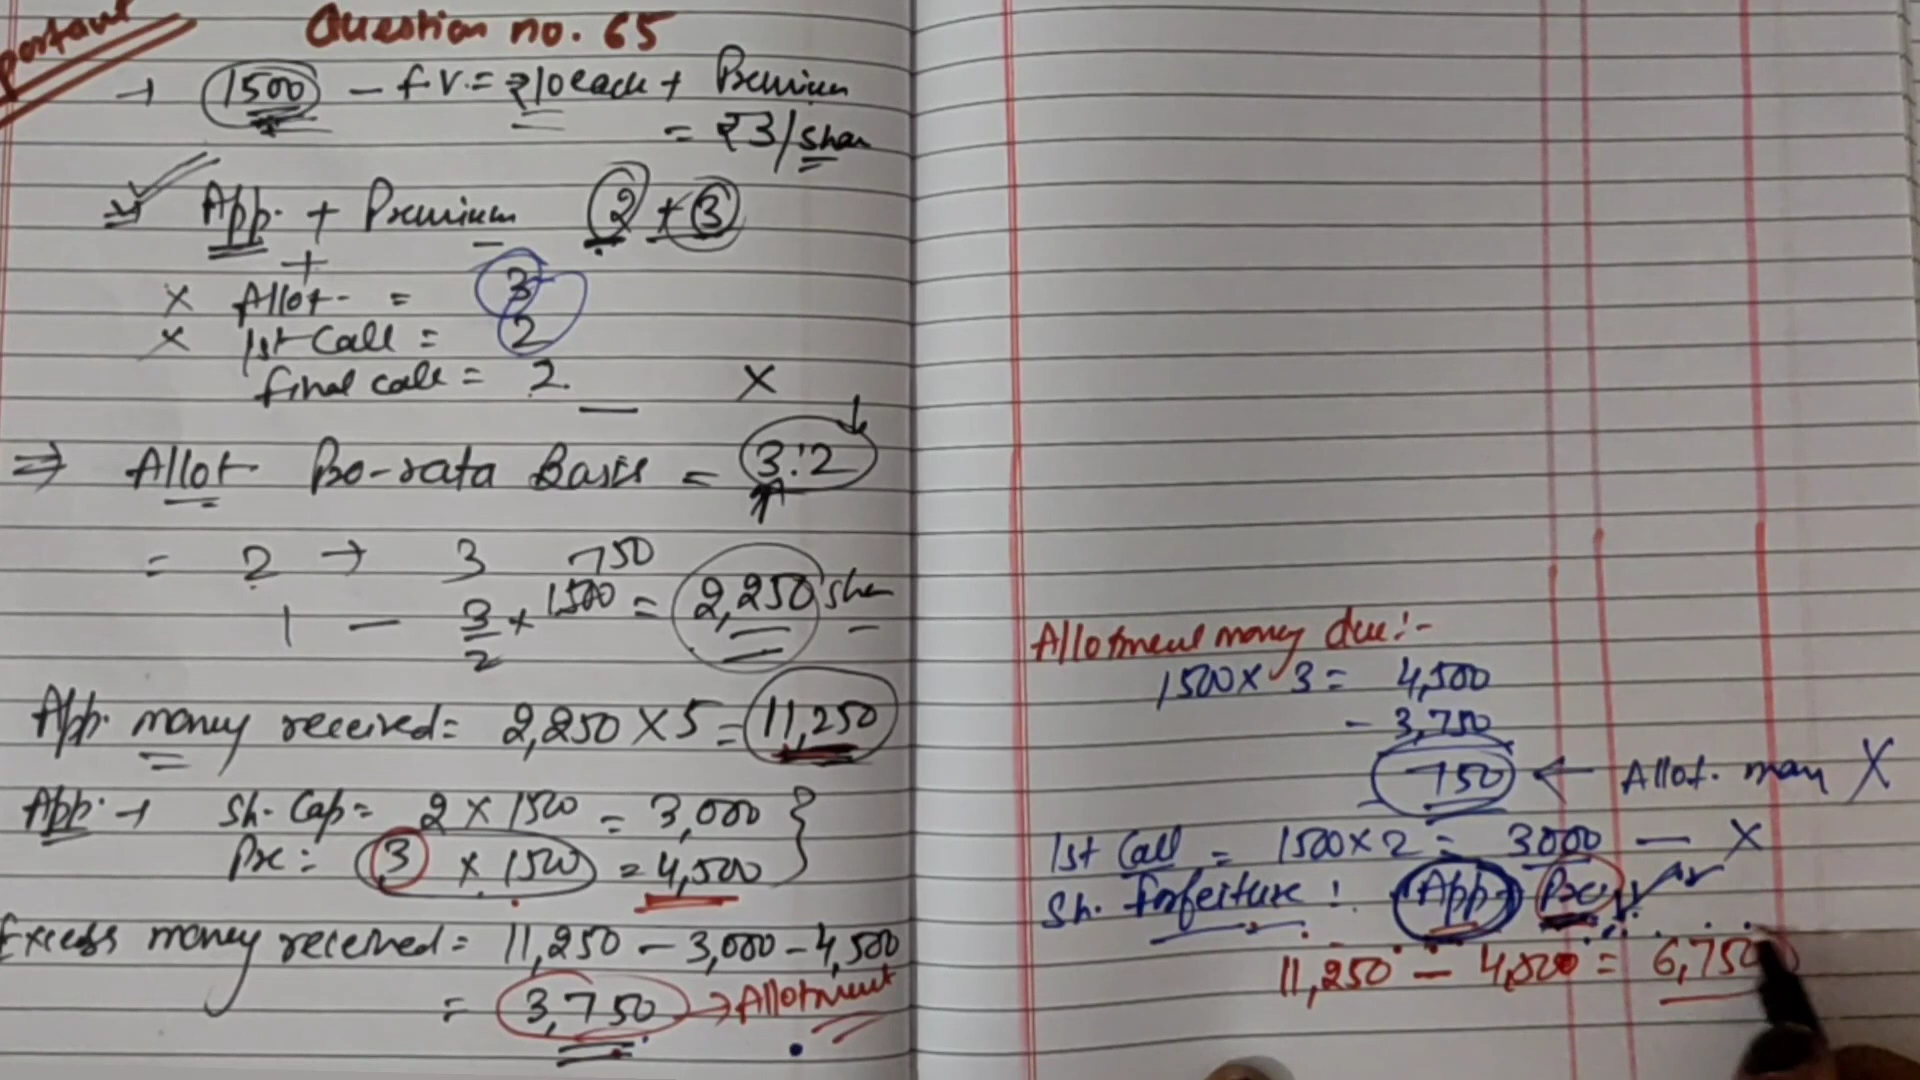 portant
Question no. 65
→ 1500 - f.V. = ₹10 each + Premium
= ₹3/share
App. + Premium 2 + 3
+
X Allot. = 3
X 1st Call = 2
final call = 2 X
⇒ Allot Pro-rata Basis = 3:2
= 2 → 3 750
1 - 3/2 × 1500 = 2,250 share
App. money received = 2,250 × 5 = 11,250
App. → Sh. Cap = 2 × 1500 = 3,000
Pre = 3 × 1500 = 4,500
Excess money received = 11,250 - 3,000 - 4,500
= 3,750 → Allotment
Allotment money due :-
1500 × 3 = 4,500
- 3,750
750 ← Allot. mon X
1st Call = 1500 × 2 = 3000 - X
Sh. Forfeiture : App. Pre
11,250 - 4,500 = 6,750